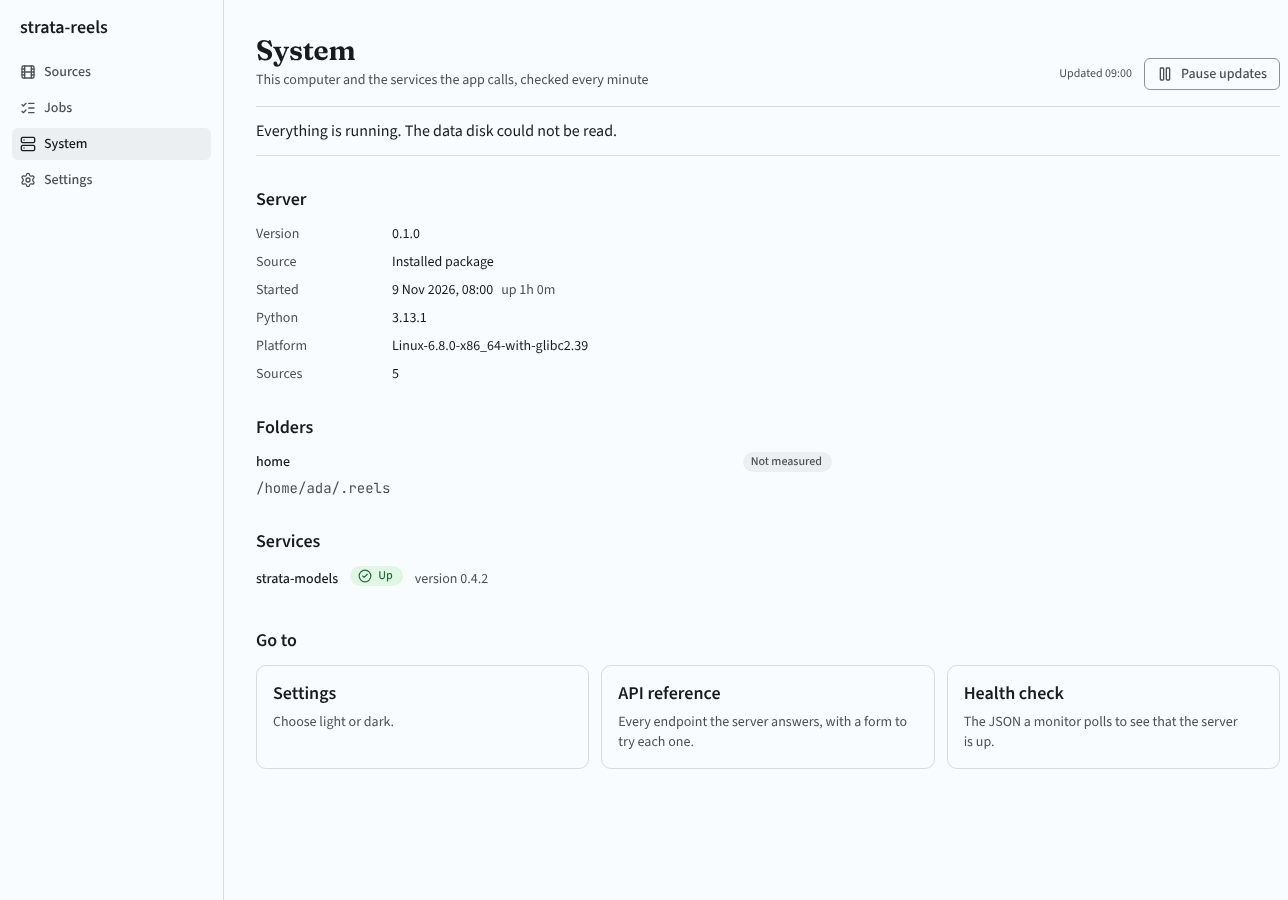 strata-reels
Sources
Jobs
System
Settings
System
This computer and the services the app calls, checked every minute
Updated 09:00
Pause updates
Everything is running. The data disk could not be read.
Server
Version 0.1.0
Source Installed package
Started 9 Nov 2026, 08:00 up 1h 0m
Python 3.13.1
Platform Linux-6.8.0-x86_64-with-glibc2.39
Sources 5
Folders
home Not measured
/home/ada/.reels
Services
strata-models Up version 0.4.2
Go to
Settings
Choose light or dark.
API reference
Every endpoint the server answers, with a form to
try each one.
Health check
The JSON a monitor polls to see that the server
is up.